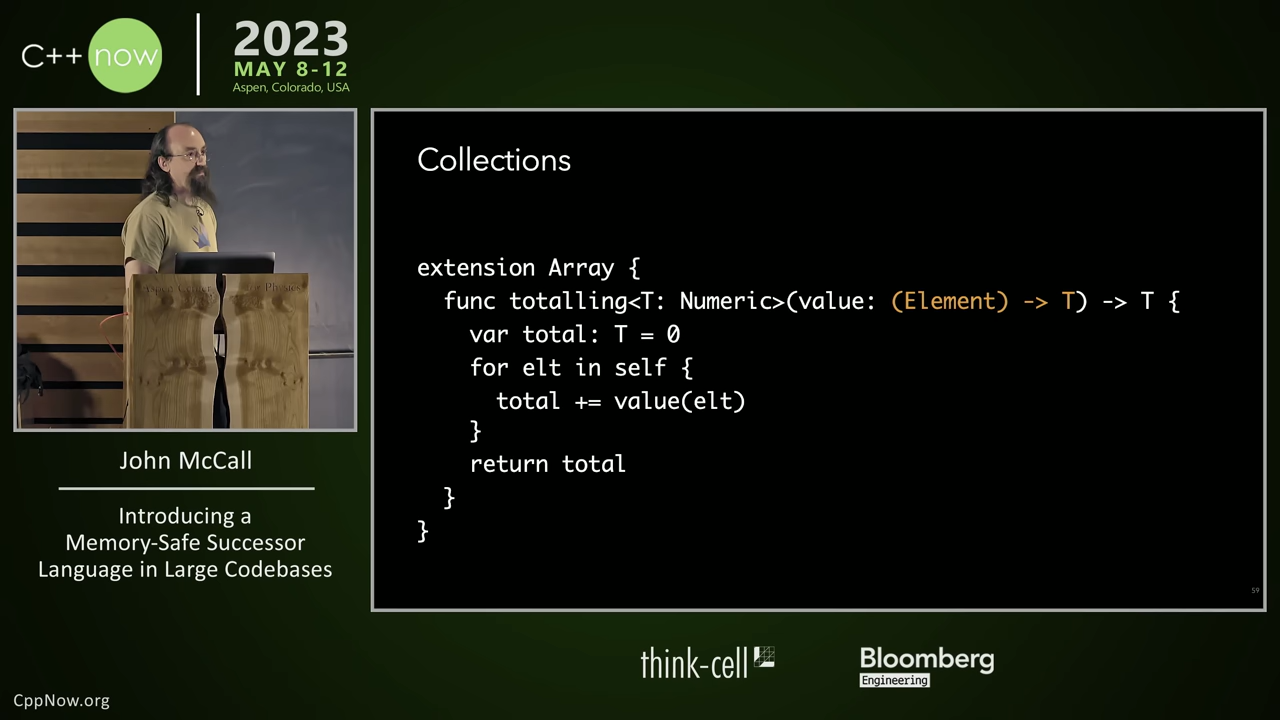 C++ now
2023
MAY 8-12
Aspen, Colorado, USA
Collections
extension Array {
func totalling<T: Numeric>(value: (Element) -> T) -> T {
var total: T = 0
for elt in self {
total += value(elt)
}
return total
}
}
59
John McCall
Introducing a
Memory-Safe Successor
Language in Large Codebases
think-cell
Bloomberg
Engineering
CppNow.org